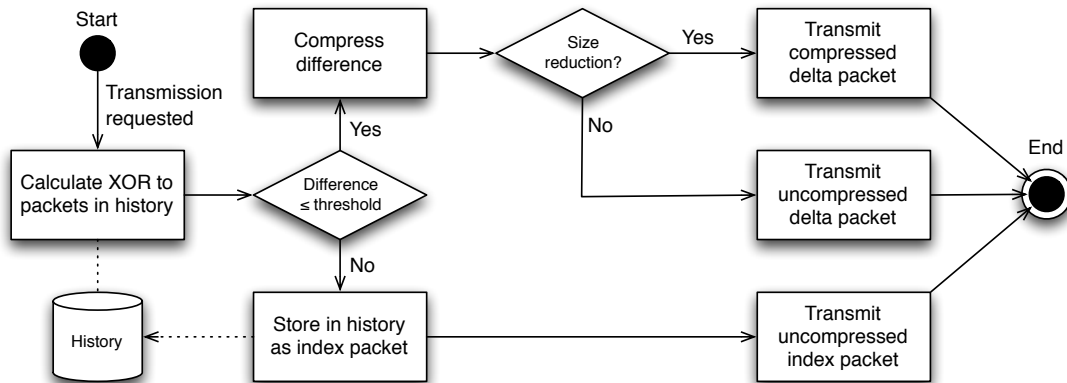 Start
Transmission
requested
Calculate XOR to
packets in history
History
Compress
difference
Yes
Difference
≤ threshold
No
Store in history
as index packet
Size
reduction?
Yes
No
Transmit
compressed
delta packet
Transmit
uncompressed
delta packet
Transmit
uncompressed
index packet
End